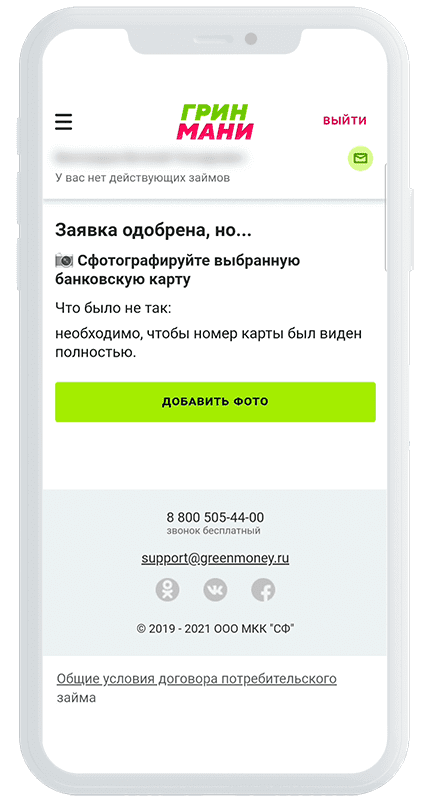 ГРИН
МАНИ
ВЫЙТИ
У вас нет действующих займов
Заявка одобрена, но...
Сфотографируйте выбранную
банковскую карту
Что было не так:
необходимо, чтобы номер карты был виден
полностью.
ДОБАВИТЬ ФОТО
8 800 505-44-00
звонок бесплатный
support@greenmoney.ru
© 2019 - 2021 ООО МКК "СФ"
Общие условия договора потребительского
займа